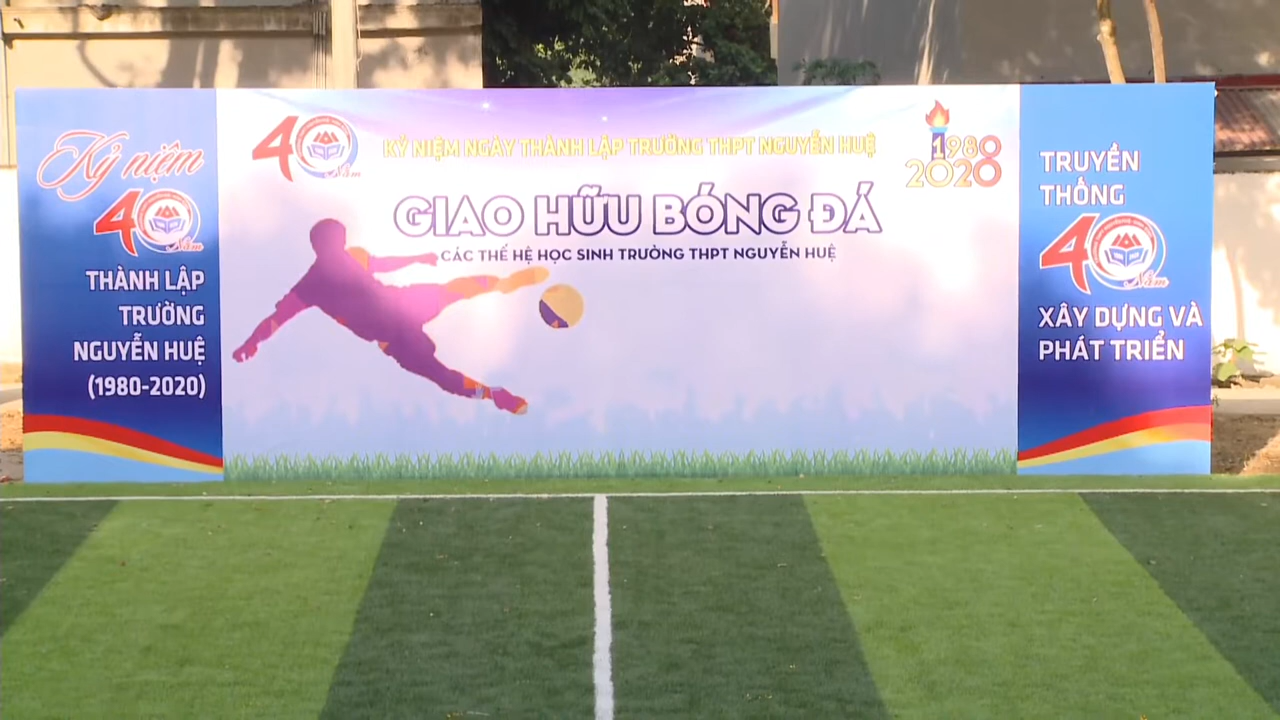 Kỷ niệm
40
Năm
THÀNH LẬP
TRƯỜNG
NGUYỄN HUỆ
(1980-2020)
40
Năm
KỶ NIỆM NGÀY THÀNH LẬP TRƯỜNG THPT NGUYỄN HUỆ
GIAO HỮU BÓNG ĐÁ
CÁC THẾ HỆ HỌC SINH TRƯỜNG THPT NGUYỄN HUỆ
1980
2020
TRUYỀN
THỐNG
40
Năm
XÂY DỰNG VÀ
PHÁT TRIỂN